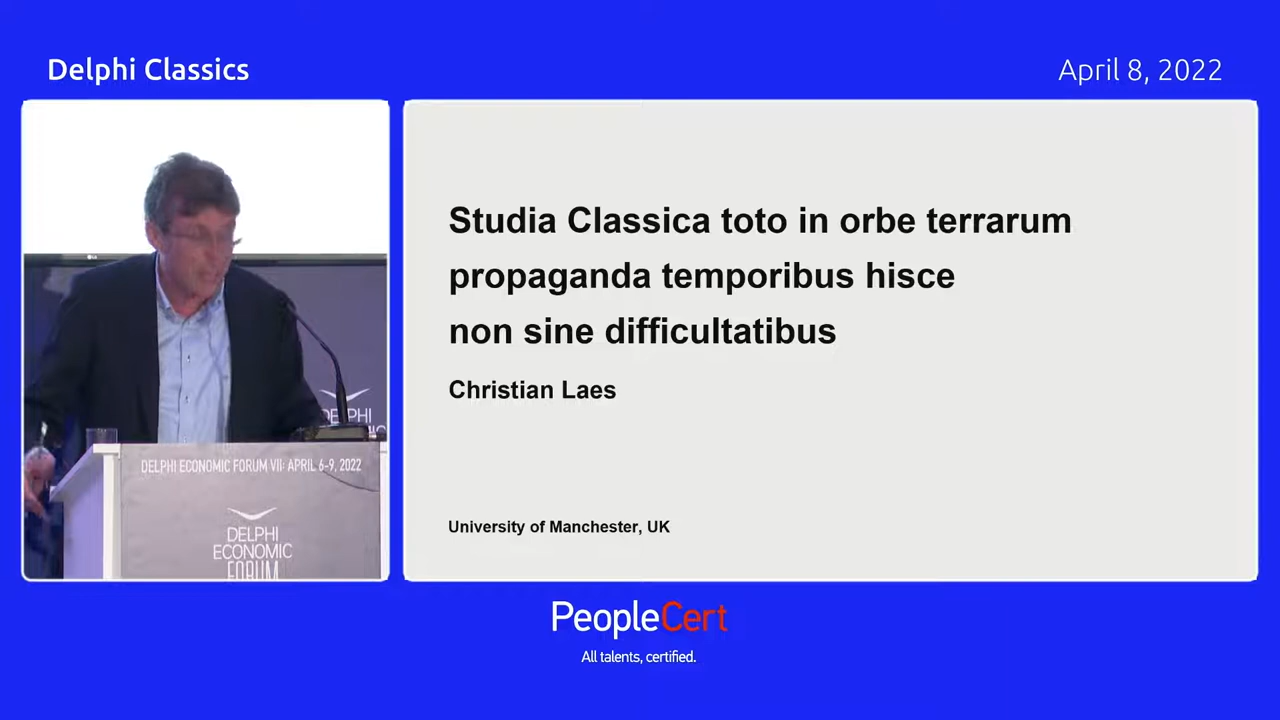 Delphi Classics
April 8, 2022
DELPHI
DELPHI ECONOMIC FORUM VII: APRIL 6-9, 2022
DELPHI
ECONOMIC
FORUM
Studia Classica toto in orbe terrarum
propaganda temporibus hisce
non sine difficultatibus
Christian Laes
University of Manchester, UK
PeopleCert
All talents, certified.